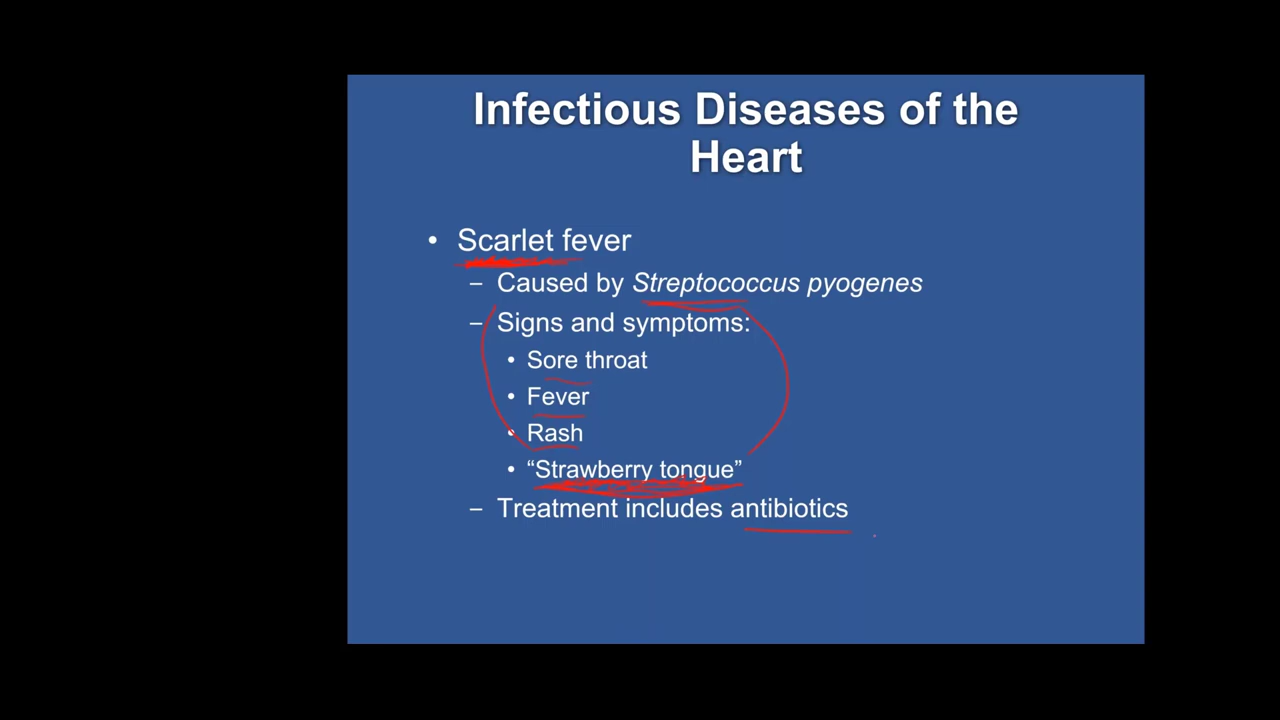 Infectious Diseases of the
Heart
• Scarlet fever
– Caused by Streptococcus pyogenes
– Signs and symptoms:
• Sore throat
• Fever
• Rash
• “Strawberry tongue”
– Treatment includes antibiotics